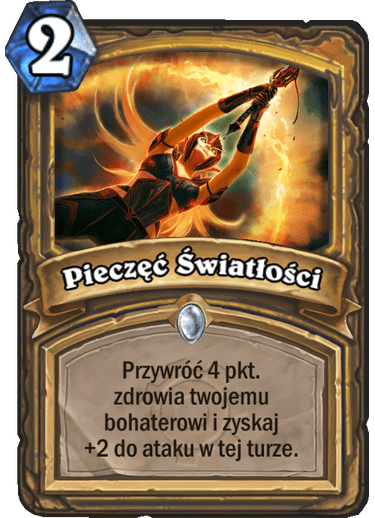 2
Pieczęć Światłości
Przywróć 4 pkt.
zdrowia twojemu
bohaterowi i zyskaj
+2 do ataku w tej turze.